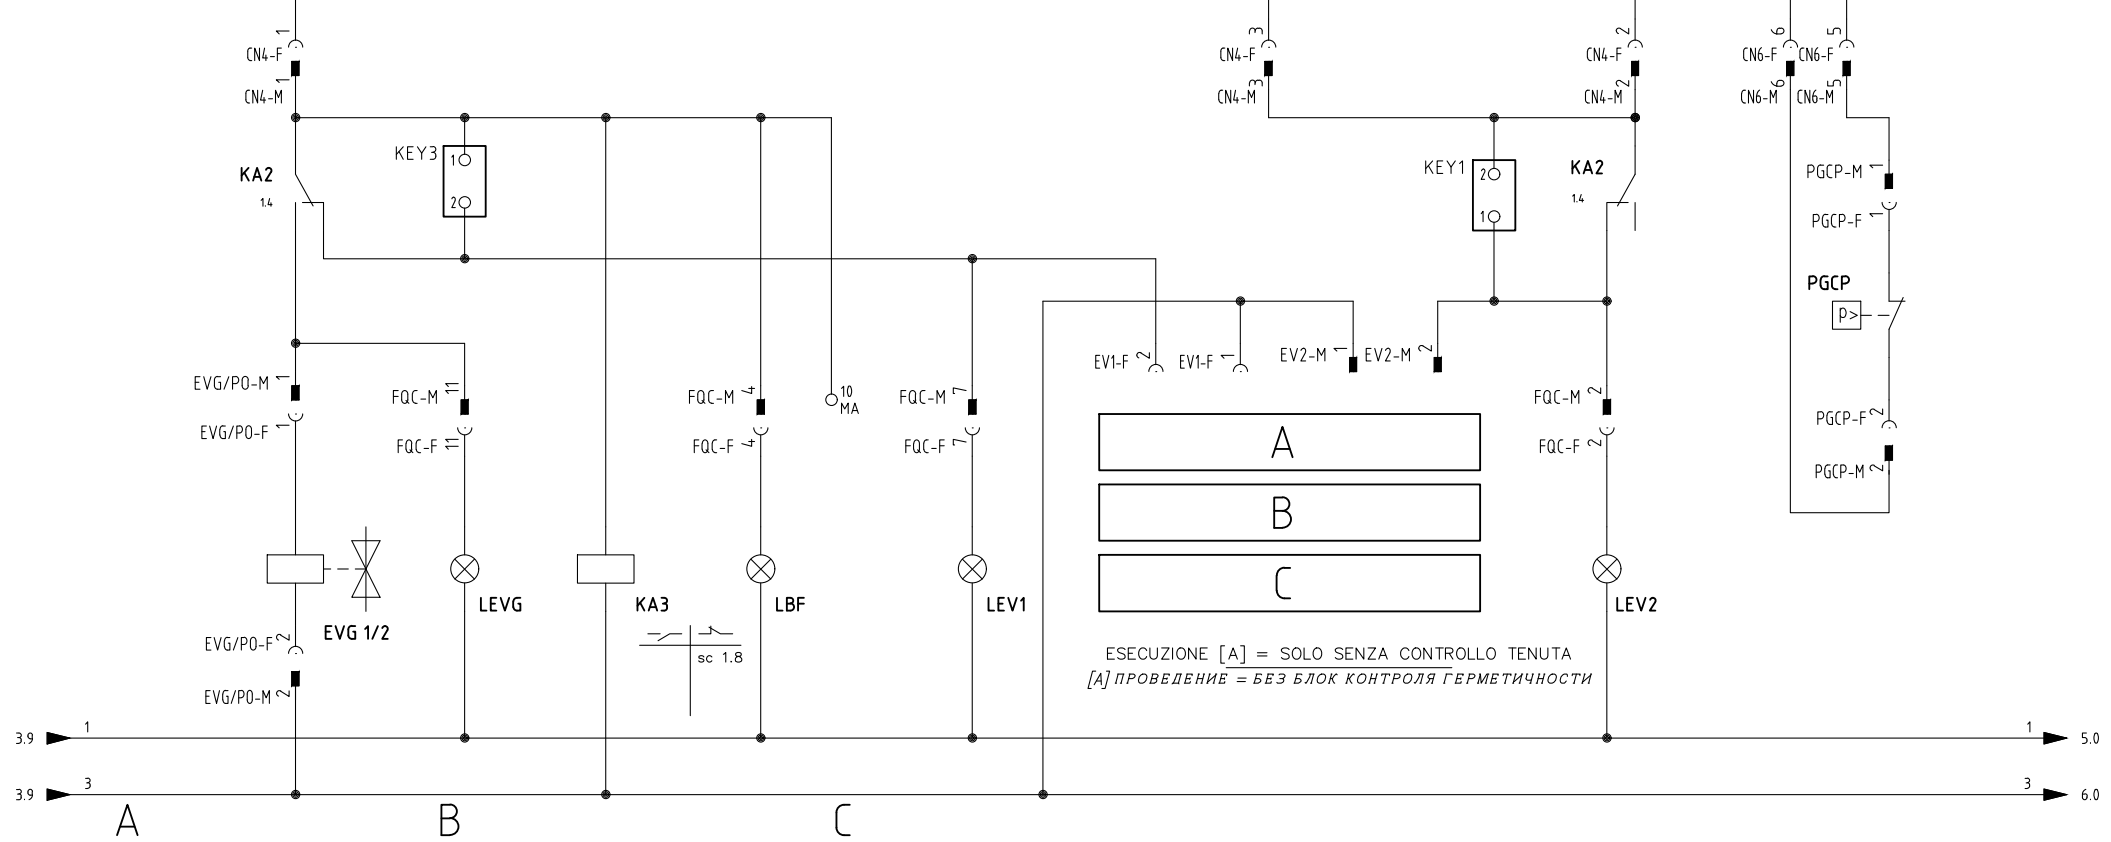 1
3
2
6
5
CN4-F
CN4-F
CN4-F
CN6-F
CN6-F
1
3
2
6
5
CN4-M
CN4-M
CN4-M
CN6-M
CN6-M
KEY3
1
2
KA2
1.4
KEY1
2
1
KA2
1.4
PGCP-M
1
PGCP-F
1
PGCP
p>
EV1-F
2
EV1-F
1
EV2-M
1
EV2-M
2
EVG/PO-M
1
FQC-M
11
FQC-M
4
10
MA
FQC-M
7
FQC-M
2
PGCP-F
2
EVG/PO-F
1
FQC-F
11
FQC-F
4
FQC-F
7
FQC-F
2
PGCP-M
2
A
B
C
LEVG
KA3
LBF
LEV1
LEV2
EVG 1/2
EVG/PO-F
2
sc 1.8
ESECUZIONE [A] = SOLO SENZA CONTROLLO TENUTA
[A] ПРОВЕДЕНИЕ = БЕЗ БЛОК КОНТРОЛЯ ГЕРМЕТИЧНОСТИ
EVG/PO-M
2
3.9
1
1
5.0
3.9
3
3
6.0
A
B
C